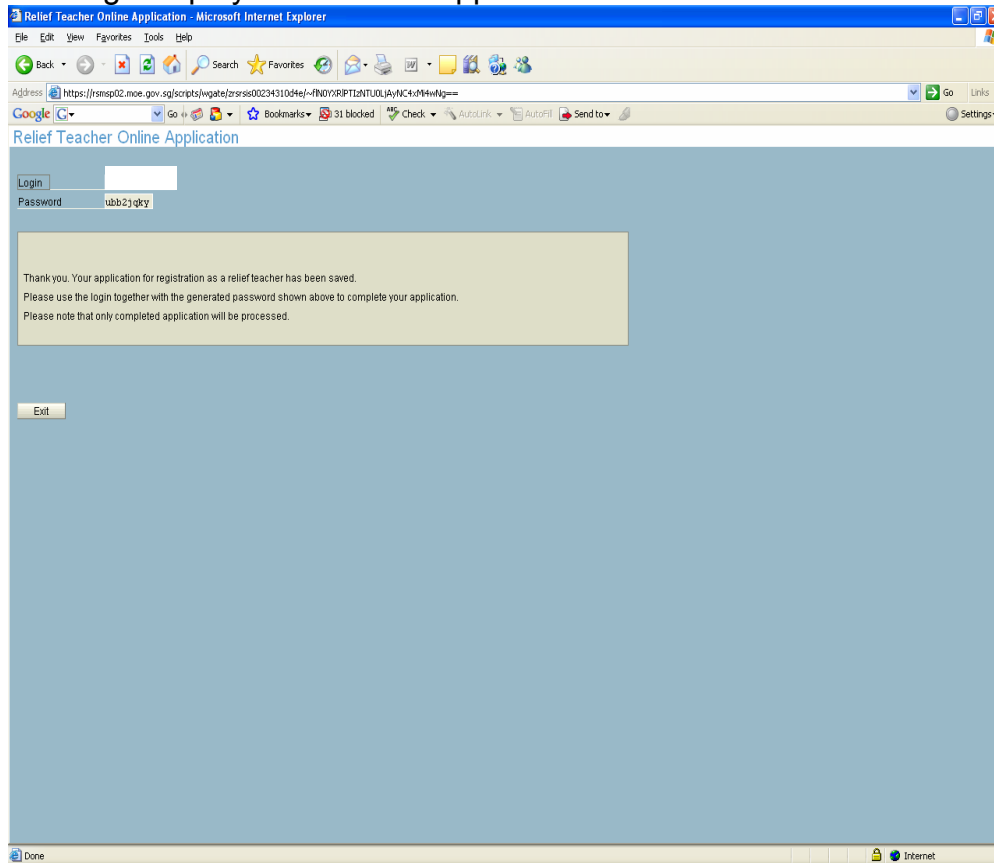 Relief Teacher Online Application - Microsoft Internet Explorer
File Edit View Favorites Tools Help
Back Search Favorites
Address https://rsmsp02.moe.gov.sg/scripts/wgate/zrsrsis00234310d4e/ Go Links
Google G Go Bookmarks 31 blocked Check AutoLink AutoFill Send to Settings
Relief Teacher Online Application
Login
Password ubb2jqky
Thank you. Your application for registration as a relief teacher has been saved.
Please use the login together with the generated password shown above to complete your application.
Please note that only completed application will be processed.
Exit
Done Internet